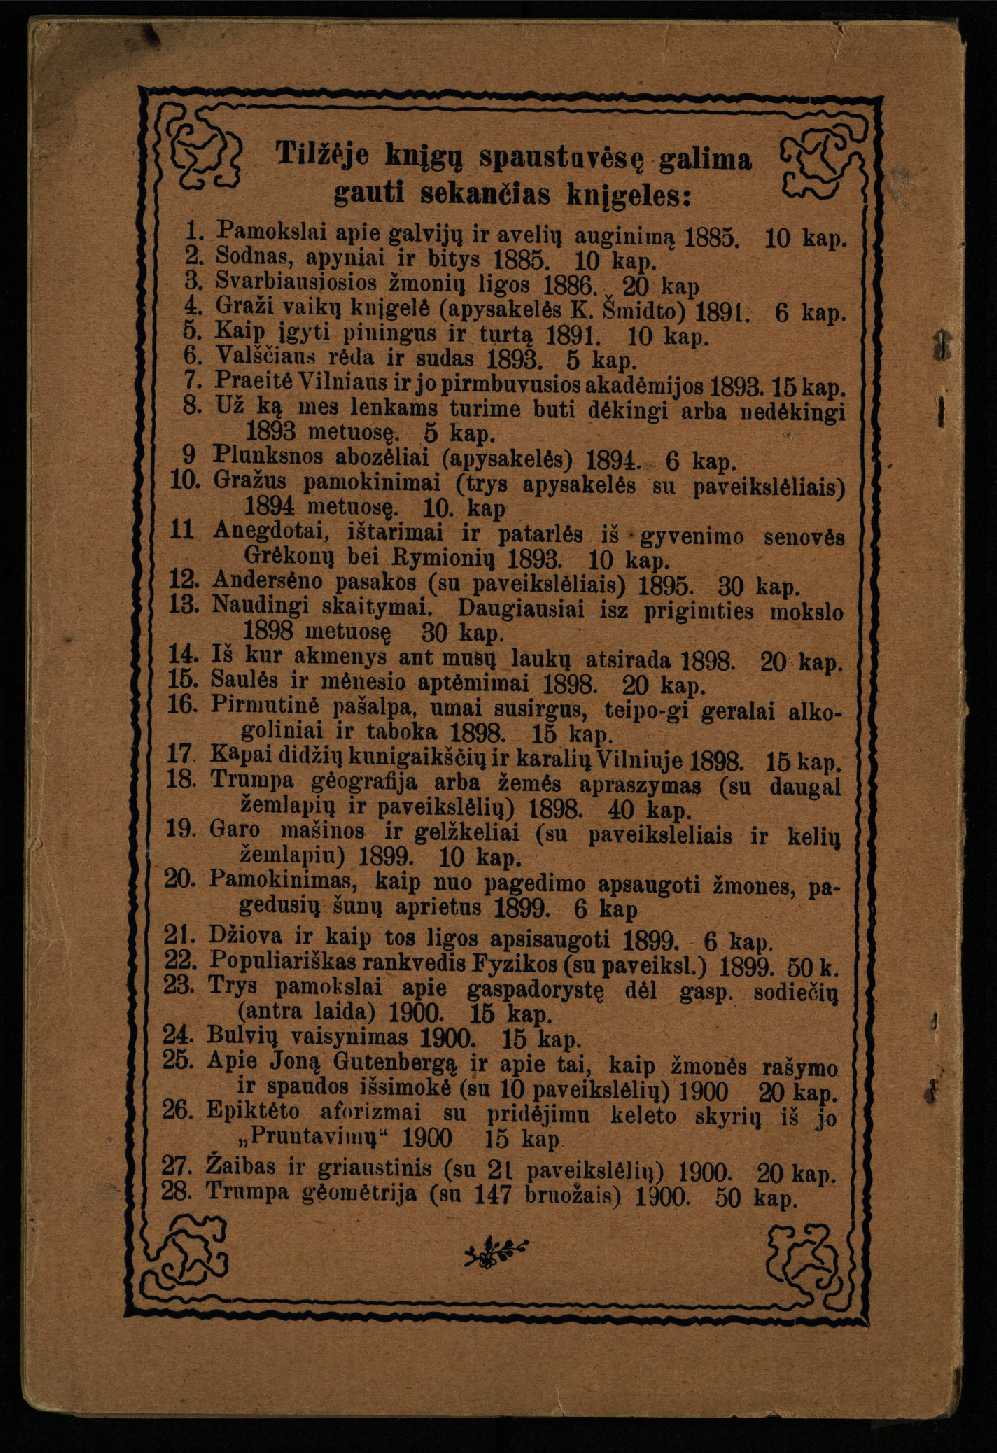 Tilžėje knįgų spaustuvėsę galima
gauti sekančias knįgeles:
1. Pamokslai apie galvijų ir avelių auginimą 1885. 10 kap.
2. Sodnas, apyniai ir bitys 1885. 10 kap.
3. Svarbiausiosios žmonių ligos 1886. 20 kap
4. Graži vaikų knįgelė (apysakelės K. Šmidto) 1891. 6 kap.
5. Kaip įgyti piningus ir turtą 1891. 10 kap.
6. Valščiaus rėda ir sudas 1893. 5 kap.
7. Praeitė Vilniaus ir jo pirmbuvusios akadėmijos 1893. 15 kap.
8. Už ką mes lenkams turime buti dėkingi arba nedėkingi
1893 metuosę. 5 kap.
9 Plunksnos abozėliai (apysakelės) 1894. 6 kap.
10. Gražus pamokinimai (trys apysakelės su paveikslėliais)
1894 metuosę. 10. kap
11 Anegdotai, ištarimai ir patarlės iš gyvenimo senovės
Grėkonų bei Rymionių 1893. 10 kap.
12. Andersėno pasakos (su paveikslėliais) 1895. 30 kap.
13. Naudingi skaitymai. Daugiausiai isz prigimties mokslo
1898 metuosę 30 kap.
14. Iš kur akmenys ant musų laukų atsirada 1898. 20 kap.
15. Saulės ir mėnesio aptėmimai 1898. 20 kap.
16. Pirmutinė pašalpa, umai susirgus, teipo-gi geralai alko-
goliniai ir taboka 1898. 15 kap.
17. Kapai didžių kunigaikščių ir karalių Vilniuje 1898. 15 kap.
18. Trumpa gėografija arba žemės apraszymas (su daugal
žemlapių ir paveikslėlių) 1898. 40 kap.
19. Garo mašinos ir gelžkeliai (su paveiksleliais ir kelių
žemlapiu) 1899. 10 kap.
20. Pamokinimas, kaip nuo pagedimo apsaugoti žmones, pa-
gedusių šunų aprietus 1899. 6 kap
21. Džiova ir kaip tos ligos apsisaugoti 1899. 6 kap.
22. Populiariškas rankvedis Fyzikos (su paveiksl.) 1899. 50 k.
23. Trys pamokslai apie gaspadorystę dėl gasp. sodiečių
(antra laida) 1900. 15 kap.
24. Bulvių vaisynimas 1900. 15 kap.
25. Apie Joną Gutenbergą ir apie tai, kaip žmonės rašymo
ir spaudos išsimokė (su 10 paveikslėlių) 1900 20 kap.
26. Epiktėto aforizmai su pridėjimu keleto skyrių iš jo
„Pruntavimų“ 1900 15 kap.
27. Žaibas ir griaustinis (su 21 paveikslėlių) 1900. 20 kap.
28. Trumpa gėomėtrija (su 147 bruožais) 1900. 50 kap.